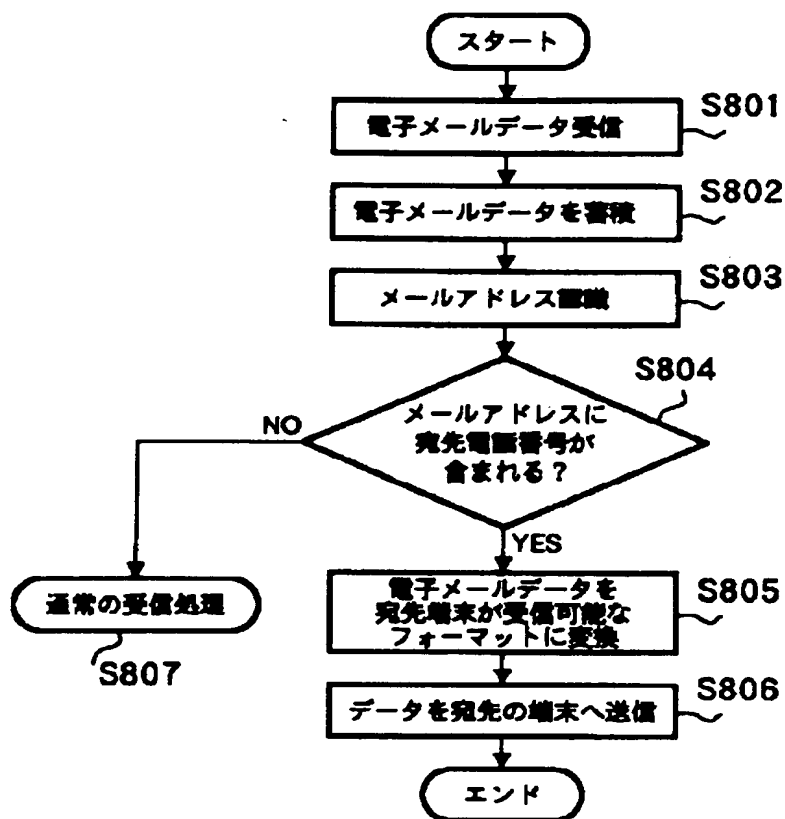 スタート
S801
電子メールデータ受信
S802
電子メールデータを蓄積
S803
メールアドレス認識
S804
メールアドレスに
宛先電話番号が
含まれる？
NO
YES
通常の受信処理
S807
S805
電子メールデータを
宛先端末が受信可能な
フォーマットに変換
S806
データを宛先の端末へ送信
エンド